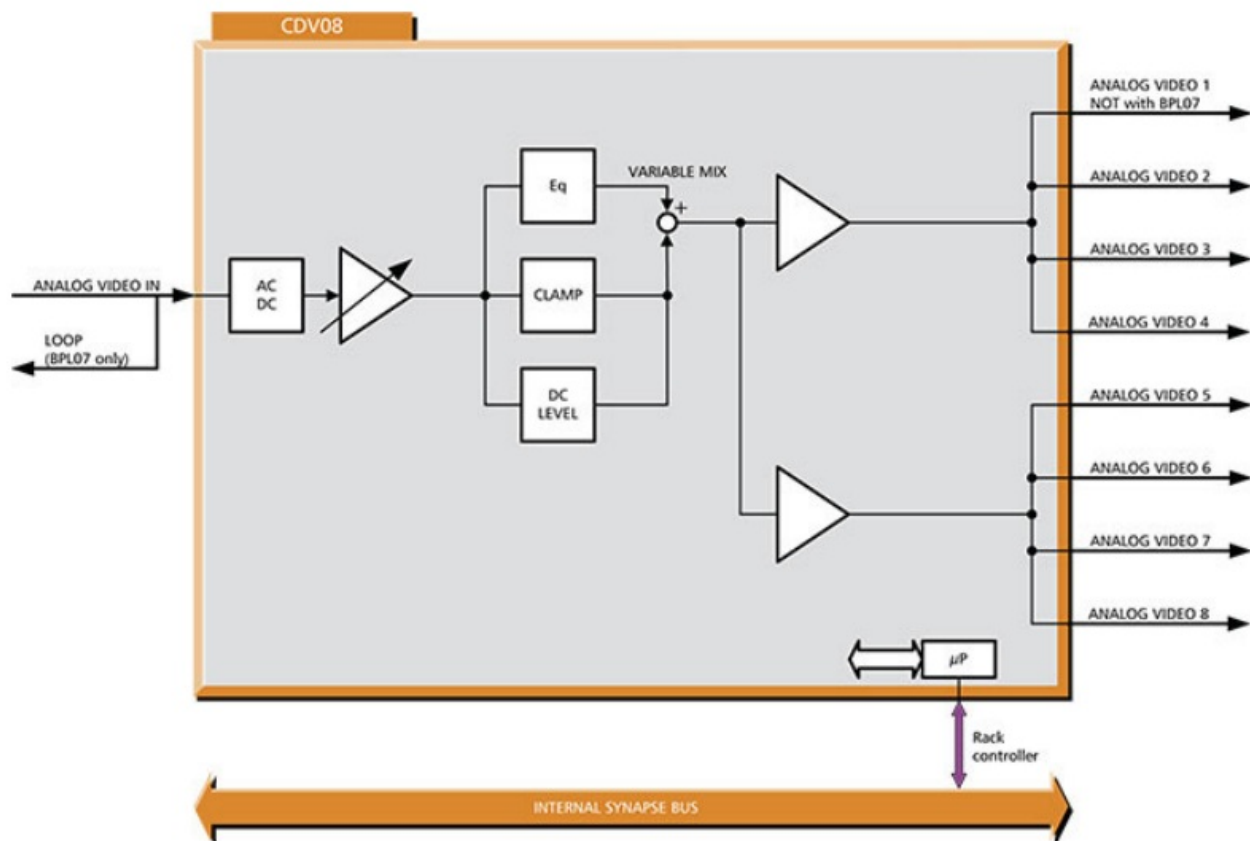 CDV08
ANALOG VIDEO 1
NOT with BPL07
Eq
VARIABLE MIX
+
ANALOG VIDEO 2
ANALOG VIDEO 3
ANALOG VIDEO IN
AC
DC
CLAMP
LOOP
(BPL07 only)
ANALOG VIDEO 4
DC
LEVEL
ANALOG VIDEO 5
ANALOG VIDEO 6
ANALOG VIDEO 7
ANALOG VIDEO 8
µP
Rack
controller
INTERNAL SYNAPSE BUS